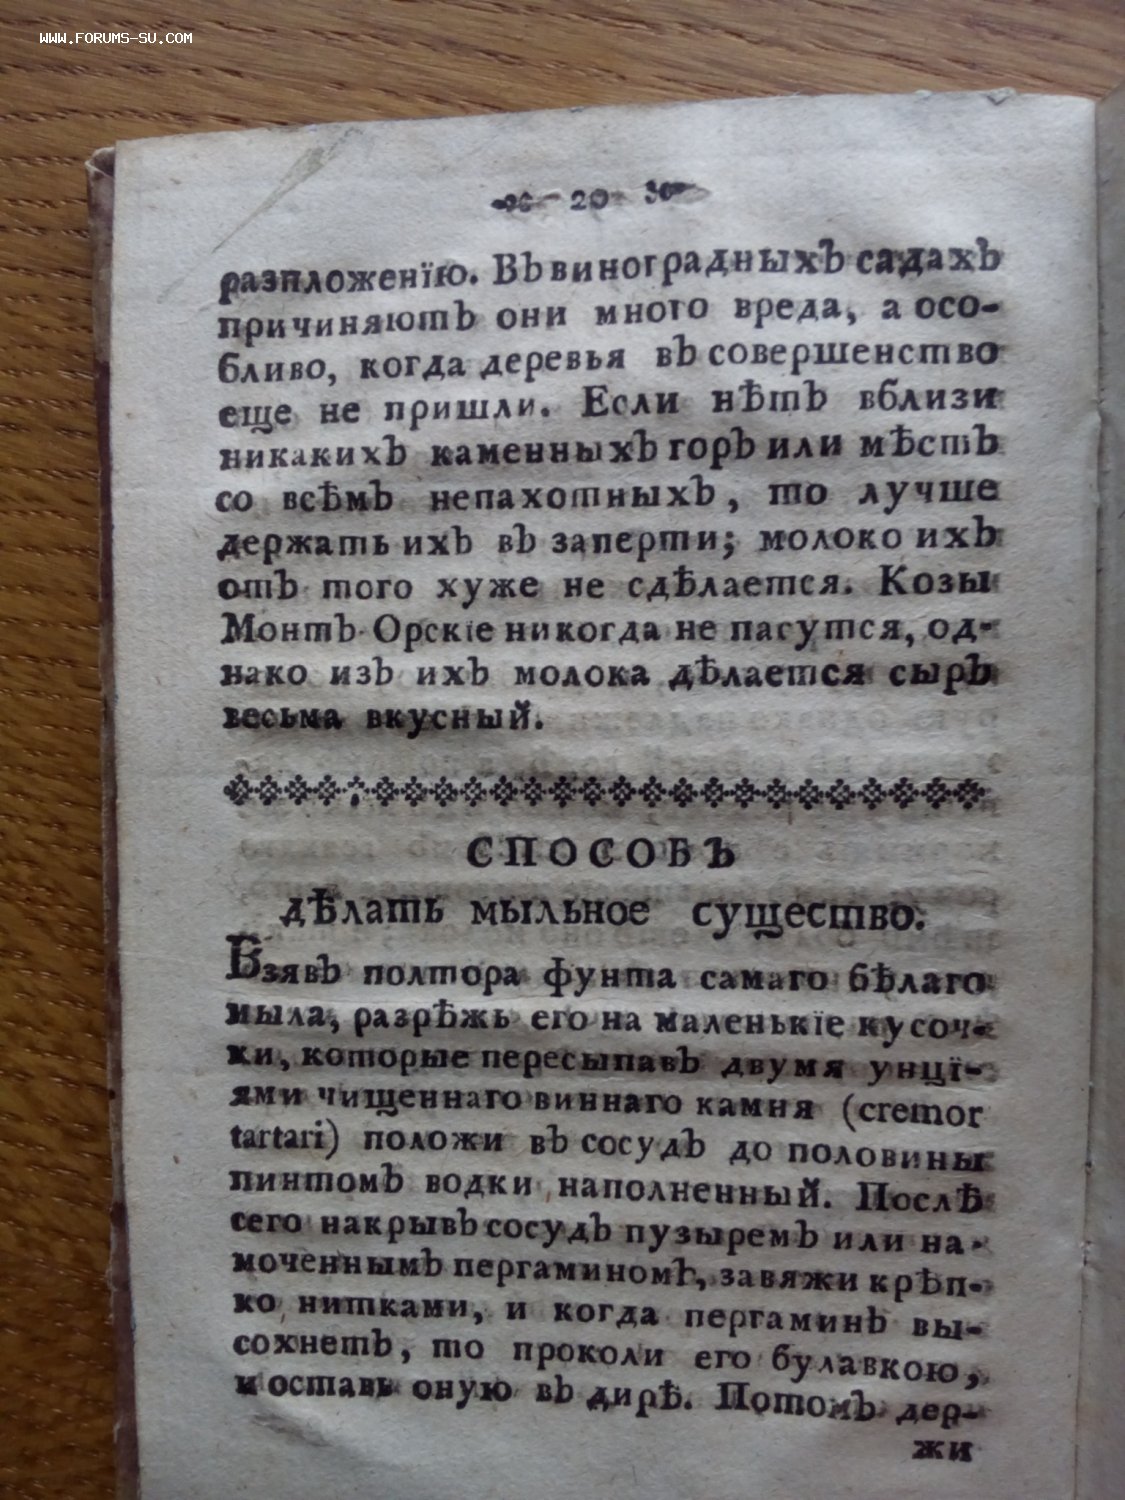 WWW.FORUMS-SU.COM
20
разпложенїю. Въ виноградныхъ садахъ
причиняютъ они много вреда, а осо-
бливо, когда деревья въ совершенство
еще не пришли. Если нѣтъ вблизи
никакихъ каменныхъ горъ или мѣстъ
со всѣмъ непахотныхъ, то лучше
держать ихъ въ заперти; молоко ихъ
отъ того хуже не сдѣлается. Козы
Монтъ-Орскїе никогда не пасутся, од-
нако изъ ихъ молока дѣлается сыръ
весьма вкусный.
СПОСОБЪ
дѣлать мыльное существо.
Взявъ полтора фунта самаго бѣлаго
мыла, разрѣжь его на маленькїе кусоч-
ки, которые пересыпавъ двумя унцї-
ями чищеннаго виннаго камня (cremor
tartari) положи въ сосудъ до половины
пинтомъ водки наполненный. Послѣ
сего накрывъ сосудъ пузыремъ или на-
моченнымъ пергаминомъ, завяжи крѣп-
ко нитками, и когда пергаминъ вы-
сохнетъ, то проколи его булавкою,
и оставь оную въ дирѣ. Потомъ дер-
жи